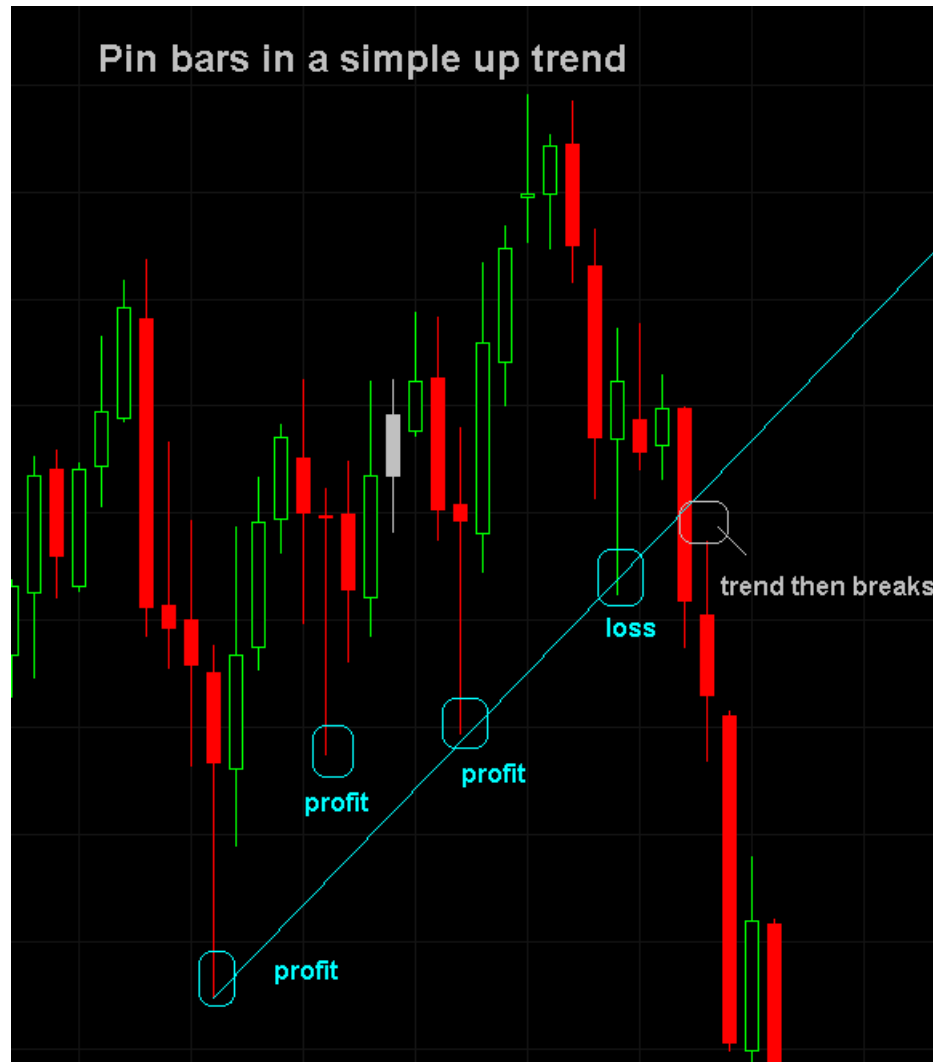 Pin bars in a simple up trend
trend then breaks
loss
profit
profit
profit